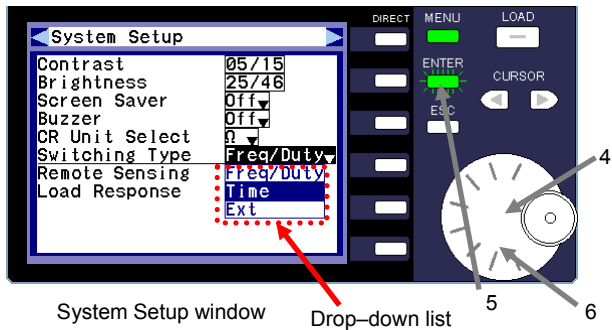 DIRECT MENU LOAD
System Setup
Contrast 05/15
Brightness 25/46
ENTER
CURSOR
Screen Saver Off
Buzzer Off
ESC
CR Unit Select Ω
Switching Type Freq/Duty
Remote Sensing Freq/Duty
Load Response Time
Ext
4
5
6
System Setup window
Drop–down list